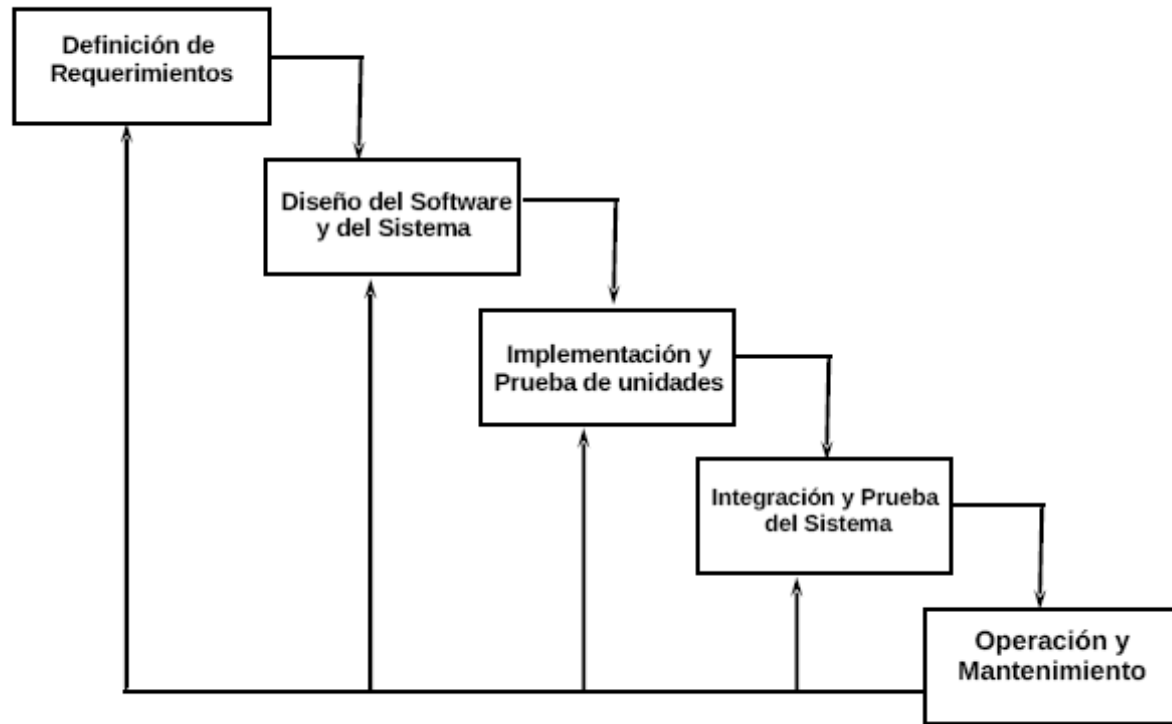 Definición de
Requerimientos
Diseño del Software
y del Sistema
Implementación y
Prueba de unidades
Integración y Prueba
del Sistema
Operación y
Mantenimiento